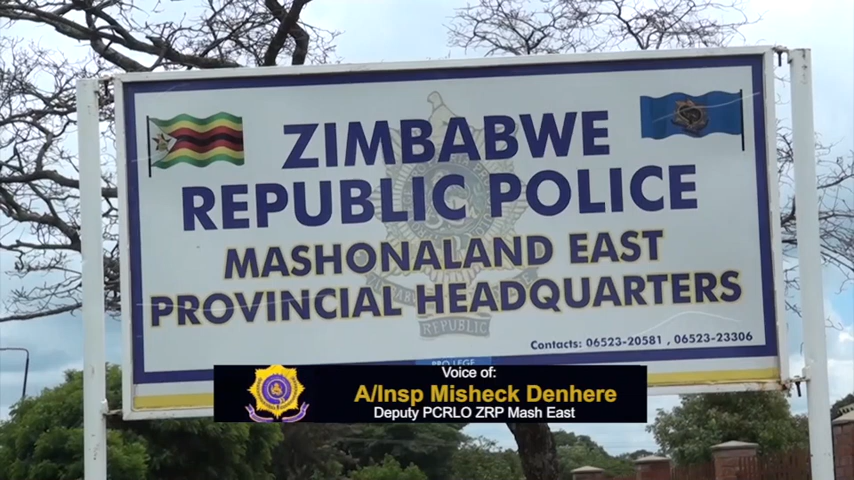 ZIMBABWE
REPUBLIC POLICE
MASHONALAND EAST
PROVINCIAL HEADQUARTERS
REPUBLIC
Contacts: 06523-20581 , 06523-23306
Voice of:
A/Insp Misheck Denhere
Deputy PCRLO ZRP Mash East